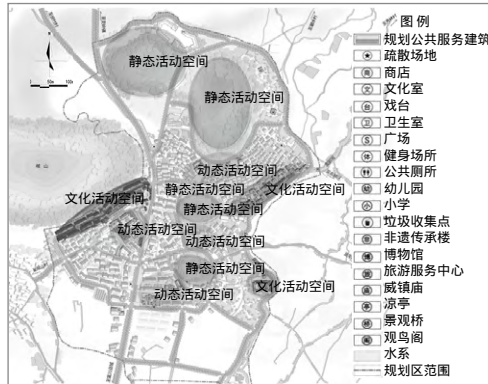 静态活动空间
静态活动空间
动态活动空间
静态活动空间
文化活动空间
文化活动空间
静态活动空间
动态活动空间
动态活动空间
静态活动空间
文化活动空间
动态活动空间
图 例
规划公共服务建筑
疏散场地
商店
文化室
戏台
卫生室
广场
健身场所
公共厕所
幼儿园
小学
垃圾收集点
非遗传承楼
博物馆
旅游服务中心
威镇庙
凉亭
景观桥
观鸟阁
水系
规划区范围